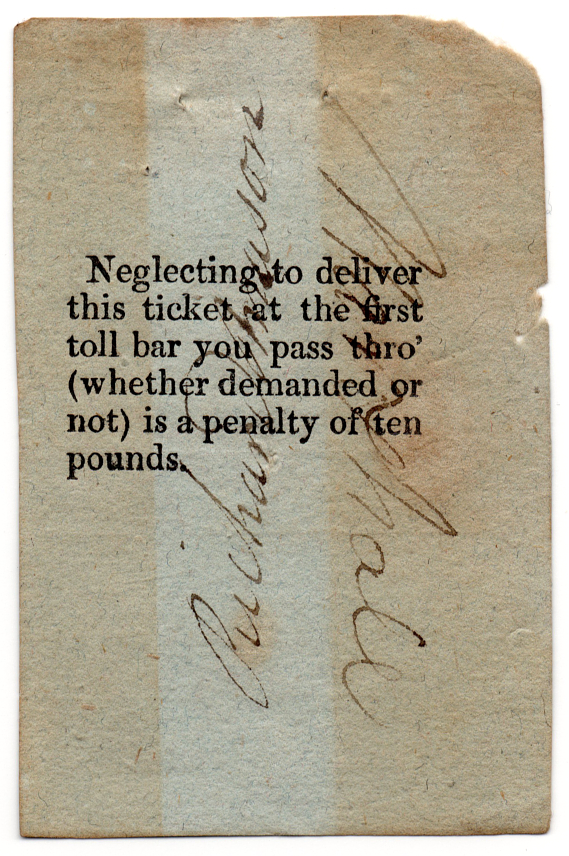 Neglecting to deliver
this ticket at the first
toll bar you pass thro'
(whether demanded or
not) is a penalty of ten
pounds.
Richard